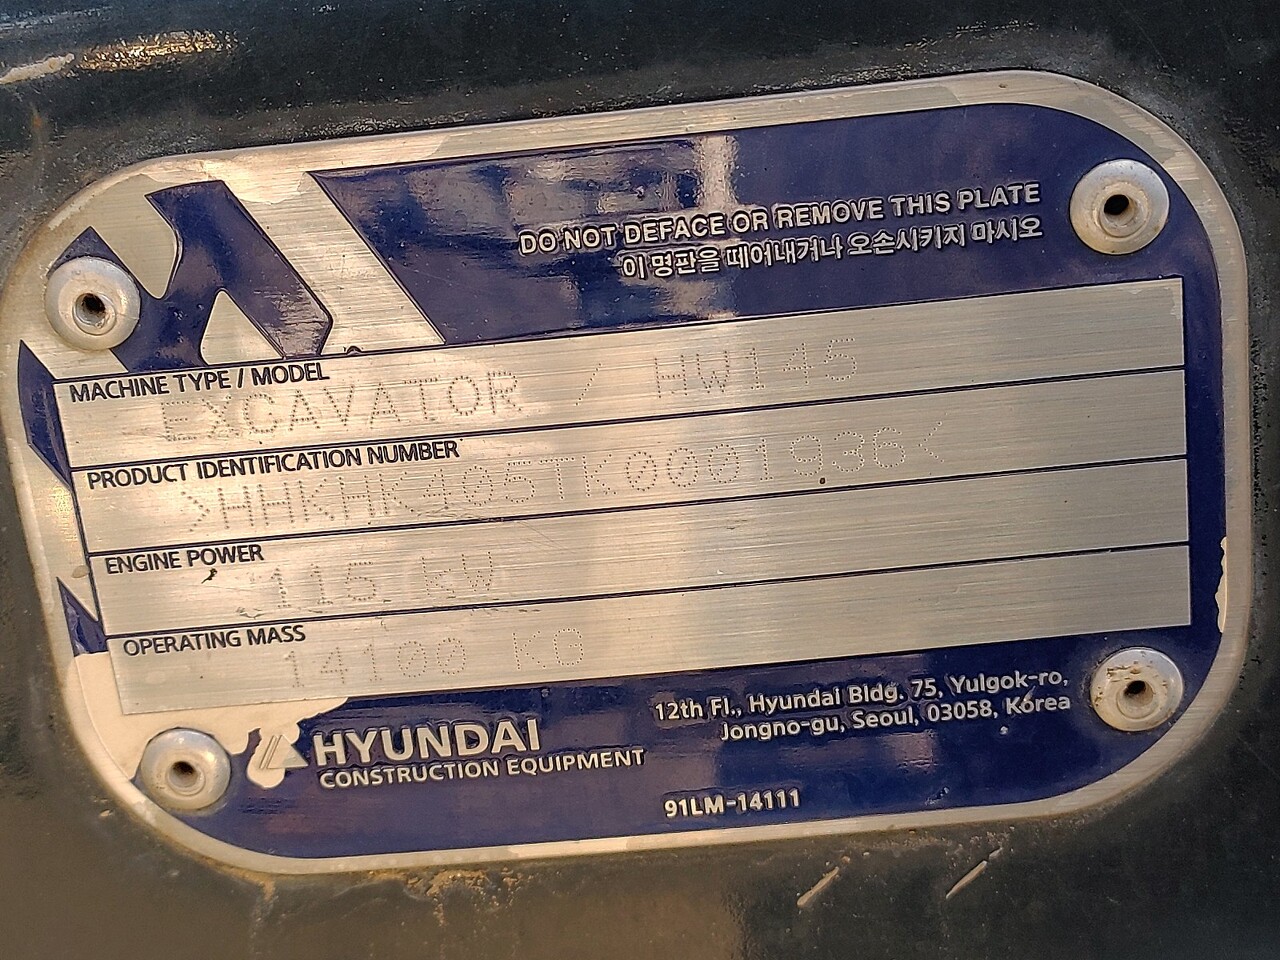 DO NOT DEFACE OR REMOVE THIS PLATE
이 명판을 떼어내거나 오손시키지 마시오
MACHINE TYPE / MODEL
EXCAVATOR / HW145
PRODUCT IDENTIFICATION NUMBER
>HHKHK405TK0001936<
ENGINE POWER
115 kW
OPERATING MASS
14100 KG
HYUNDAI
CONSTRUCTION EQUIPMENT
12th Fl., Hyundai Bldg. 75, Yulgok-ro,
Jongno-gu, Seoul, 03058, Korea
91LM-14111